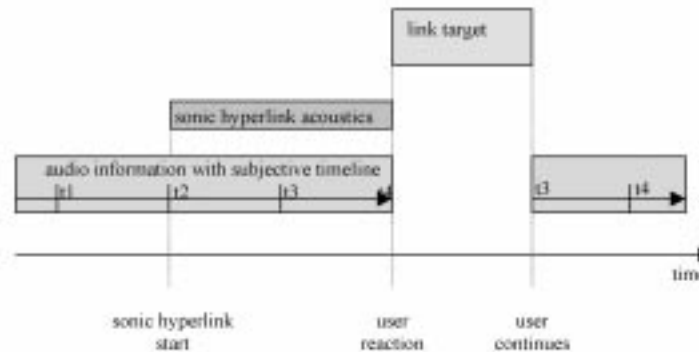 link target
sonic hyperlink acoustics
audio information with subjective timeline
t1 t2 t3 t4 t3 t4
time
sonic hyperlink start
user reaction
user continues